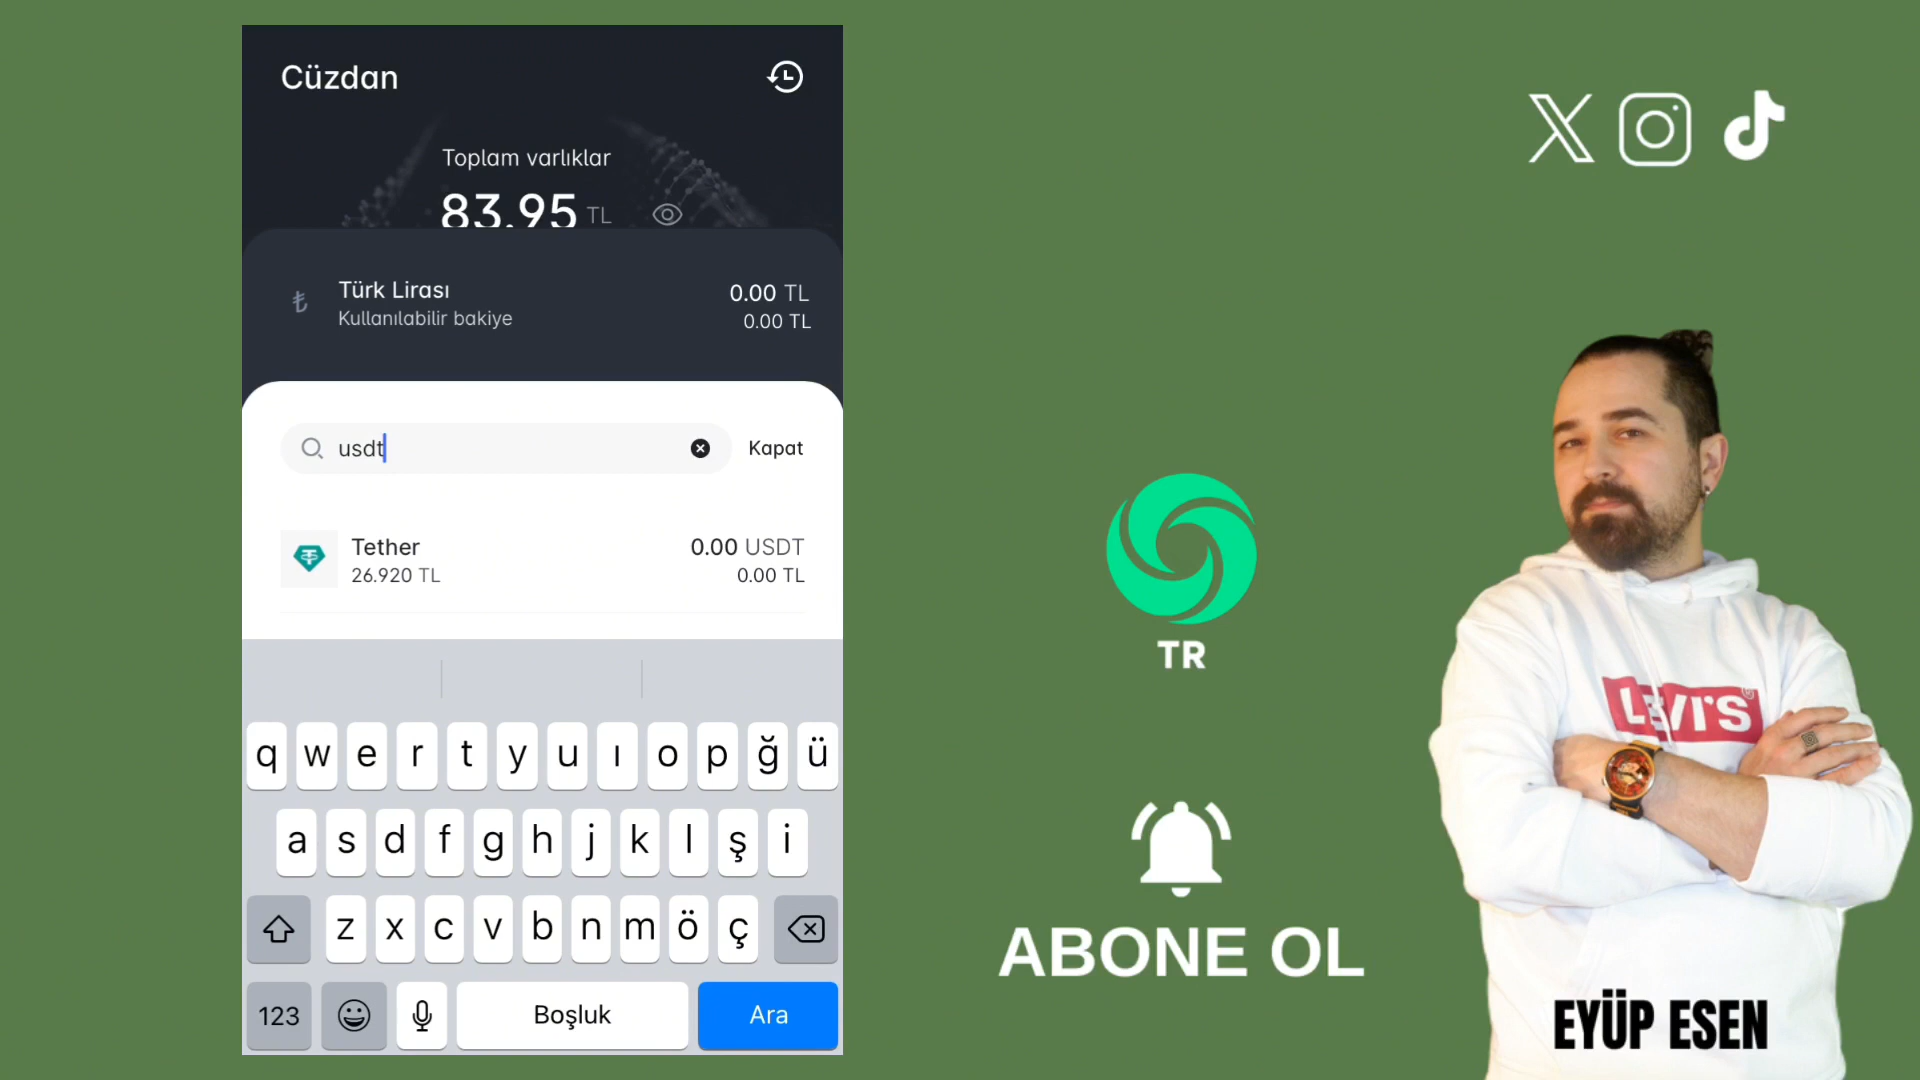 Cüzdan
Toplam varlıklar
83.95 TL
Türk Lirası
0.00 TL
Kullanılabilir bakiye
0.00 TL
usdt
Kapat
Tether
0.00 USDT
26.920 TL
0.00 TL
q w e r t y u ı o p ğ ü
a s d f g h j k l ş i
z x c v b n m ö ç
123
Boşluk
Ara
TR
ABONE OL
LEVI'S
EYÜP ESEN